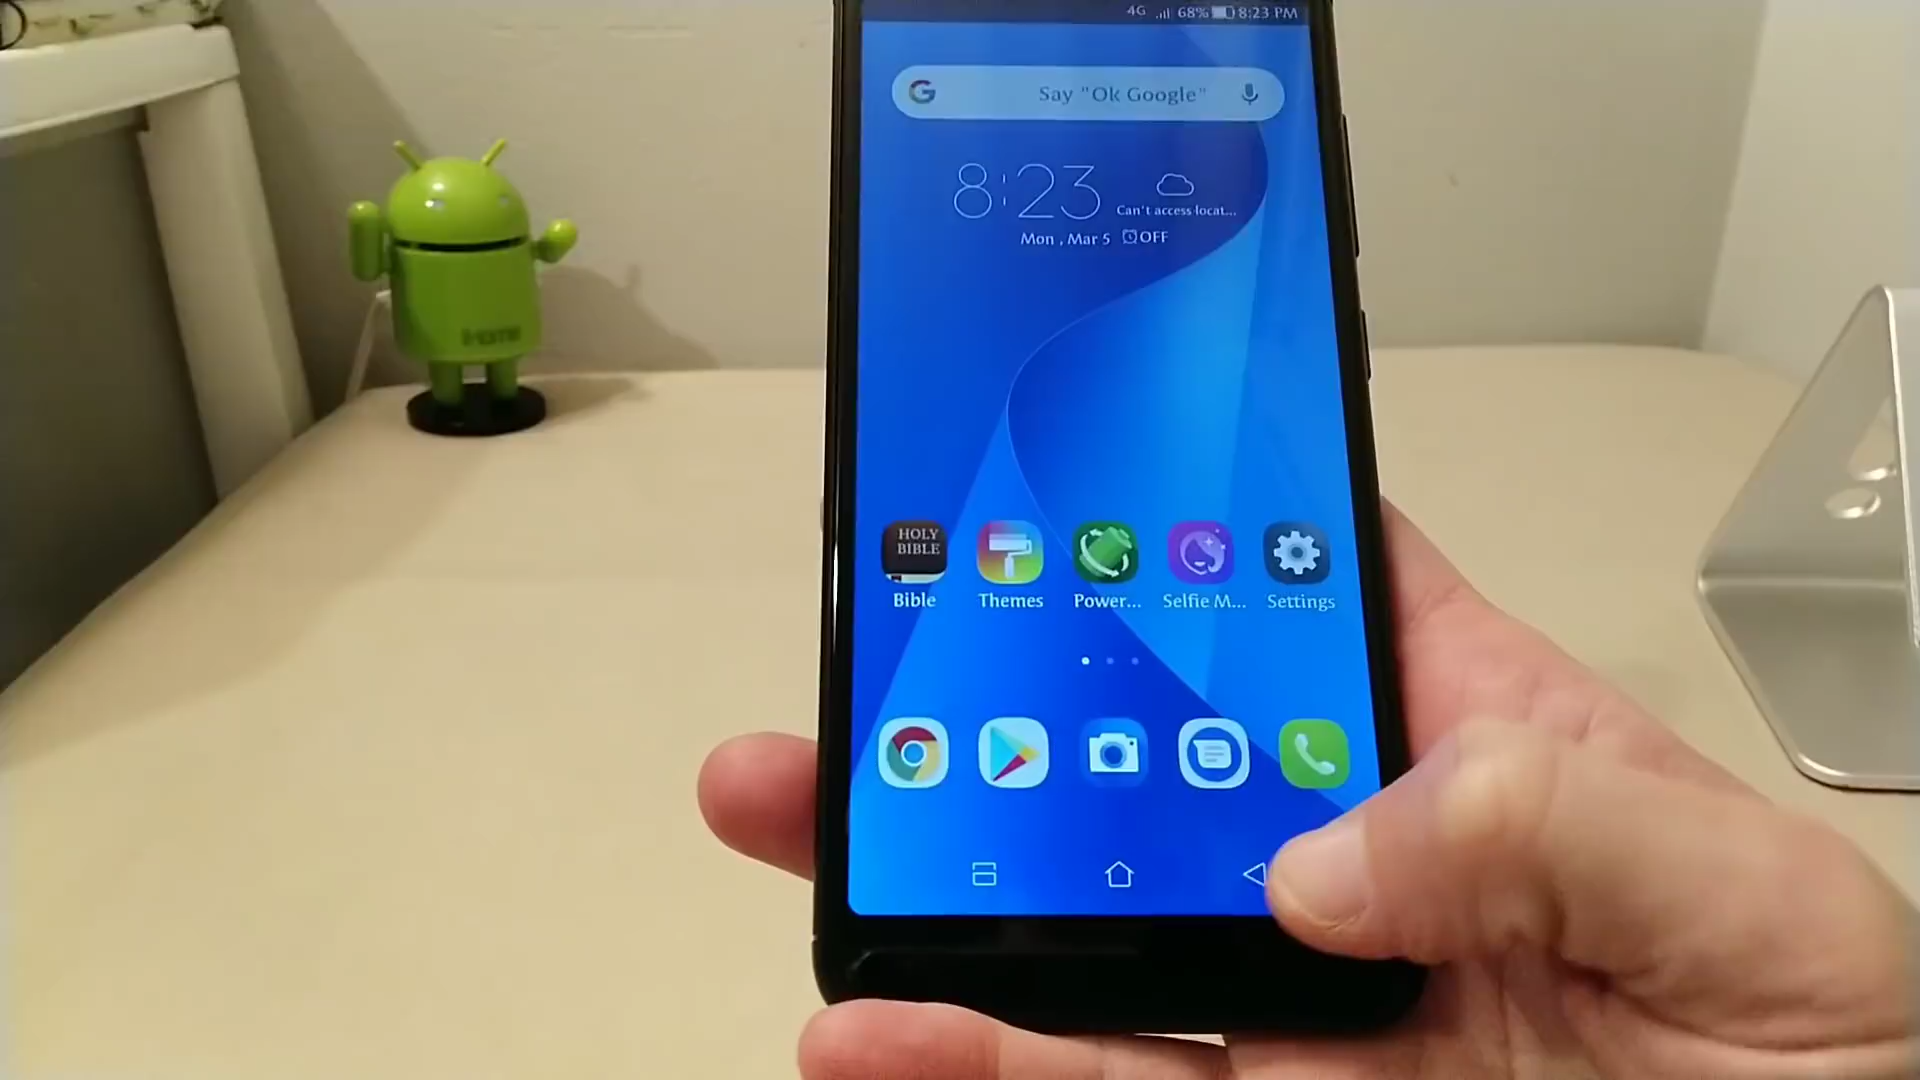 4G 68% 8:23 PM
Say "Ok Google"
8:23
Can't access locat...
Mon , Mar 5 OFF
HOLY
BIBLE
Bible Themes Power... Selfie M... Settings
iHome